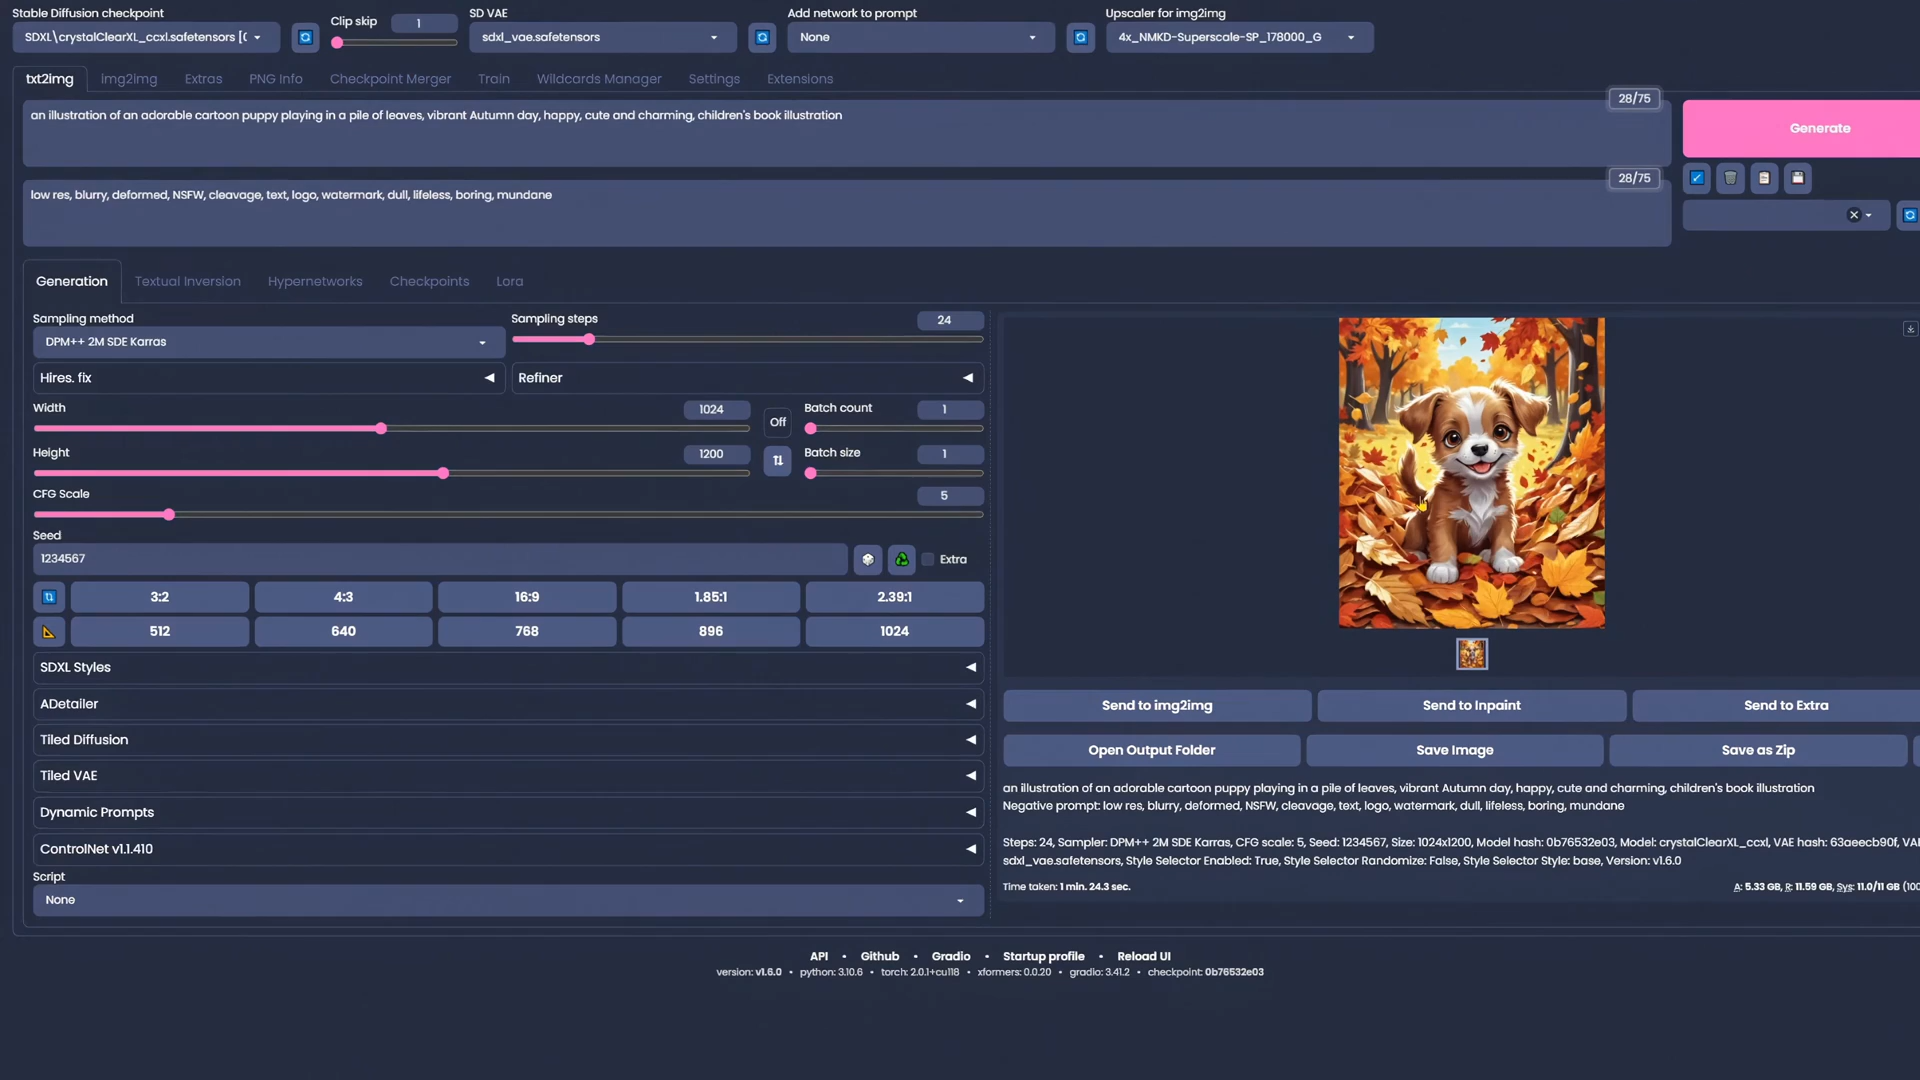 Stable Diffusion checkpoint
Clip skip
1
SD VAE
Add network to prompt
Upscaler for img2img
SDXL\crystalClearXL_ccxl.safetensors [
sdxl_vae.safetensors
None
4x_NMKD-Superscale-SP_178000_G
txt2img
img2img
Extras
PNG Info
Checkpoint Merger
Train
Wildcards Manager
Settings
Extensions
28/75
an illustration of an adorable cartoon puppy playing in a pile of leaves, vibrant Autumn day, happy, cute and charming, children's book illustration
Generate
28/75
low res, blurry, deformed, NSFW, cleavage, text, logo, watermark, dull, lifeless, boring, mundane
Generation
Textual Inversion
Hypernetworks
Checkpoints
Lora
Sampling method
DPM++ 2M SDE Karras
Sampling steps
24
Hires. fix
Refiner
Width
1024
Off
Batch count
1
Height
1200
Batch size
1
CFG Scale
5
Seed
1234567
Extra
3:2
4:3
16:9
1.85:1
2.39:1
512
640
768
896
1024
SDXL Styles
ADetailer
Tiled Diffusion
Tiled VAE
Dynamic Prompts
ControlNet v1.1.410
Script
None
Send to img2img
Send to Inpaint
Send to Extra
Open Output Folder
Save Image
Save as Zip
an illustration of an adorable cartoon puppy playing in a pile of leaves, vibrant Autumn day, happy, cute and charming, children's book illustration
Negative prompt: low res, blurry, deformed, NSFW, cleavage, text, logo, watermark, dull, lifeless, boring, mundane
Steps: 24, Sampler: DPM++ 2M SDE Karras, CFG scale: 5, Seed: 1234567, Size: 1024x1200, Model hash: 0b76532e03, Model: crystalClearXL_ccxl, VAE hash: 63aeecb90f, VA
sdxl_vae.safetensors, Style Selector Enabled: True, Style Selector Randomize: False, Style Selector Style: base, Version: v1.6.0
Time taken: 1 min. 24.3 sec.
A: 5.33 GB, R: 11.59 GB, Sys: 11.0/11 GB (100
API • Github • Gradio • Startup profile • Reload UI
version: v1.6.0 • python: 3.10.6 • torch: 2.0.1+cu118 • xformers: 0.0.20 • gradio: 3.41.2 • checkpoint: 0b76532e03